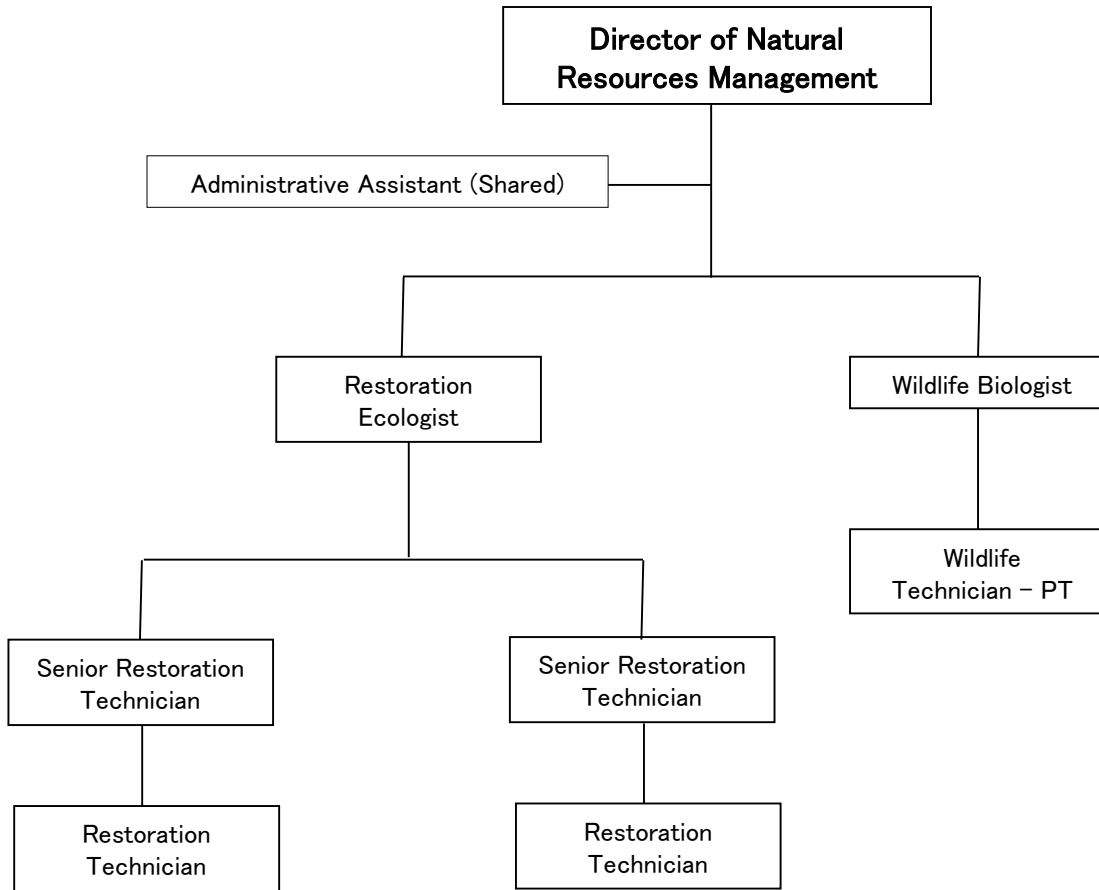 Director of Natural
Resources Management
Administrative Assistant (Shared)
Restoration
Ecologist
Wildlife Biologist
Wildlife
Technician – PT
Senior Restoration
Technician
Senior Restoration
Technician
Restoration
Technician
Restoration
Technician